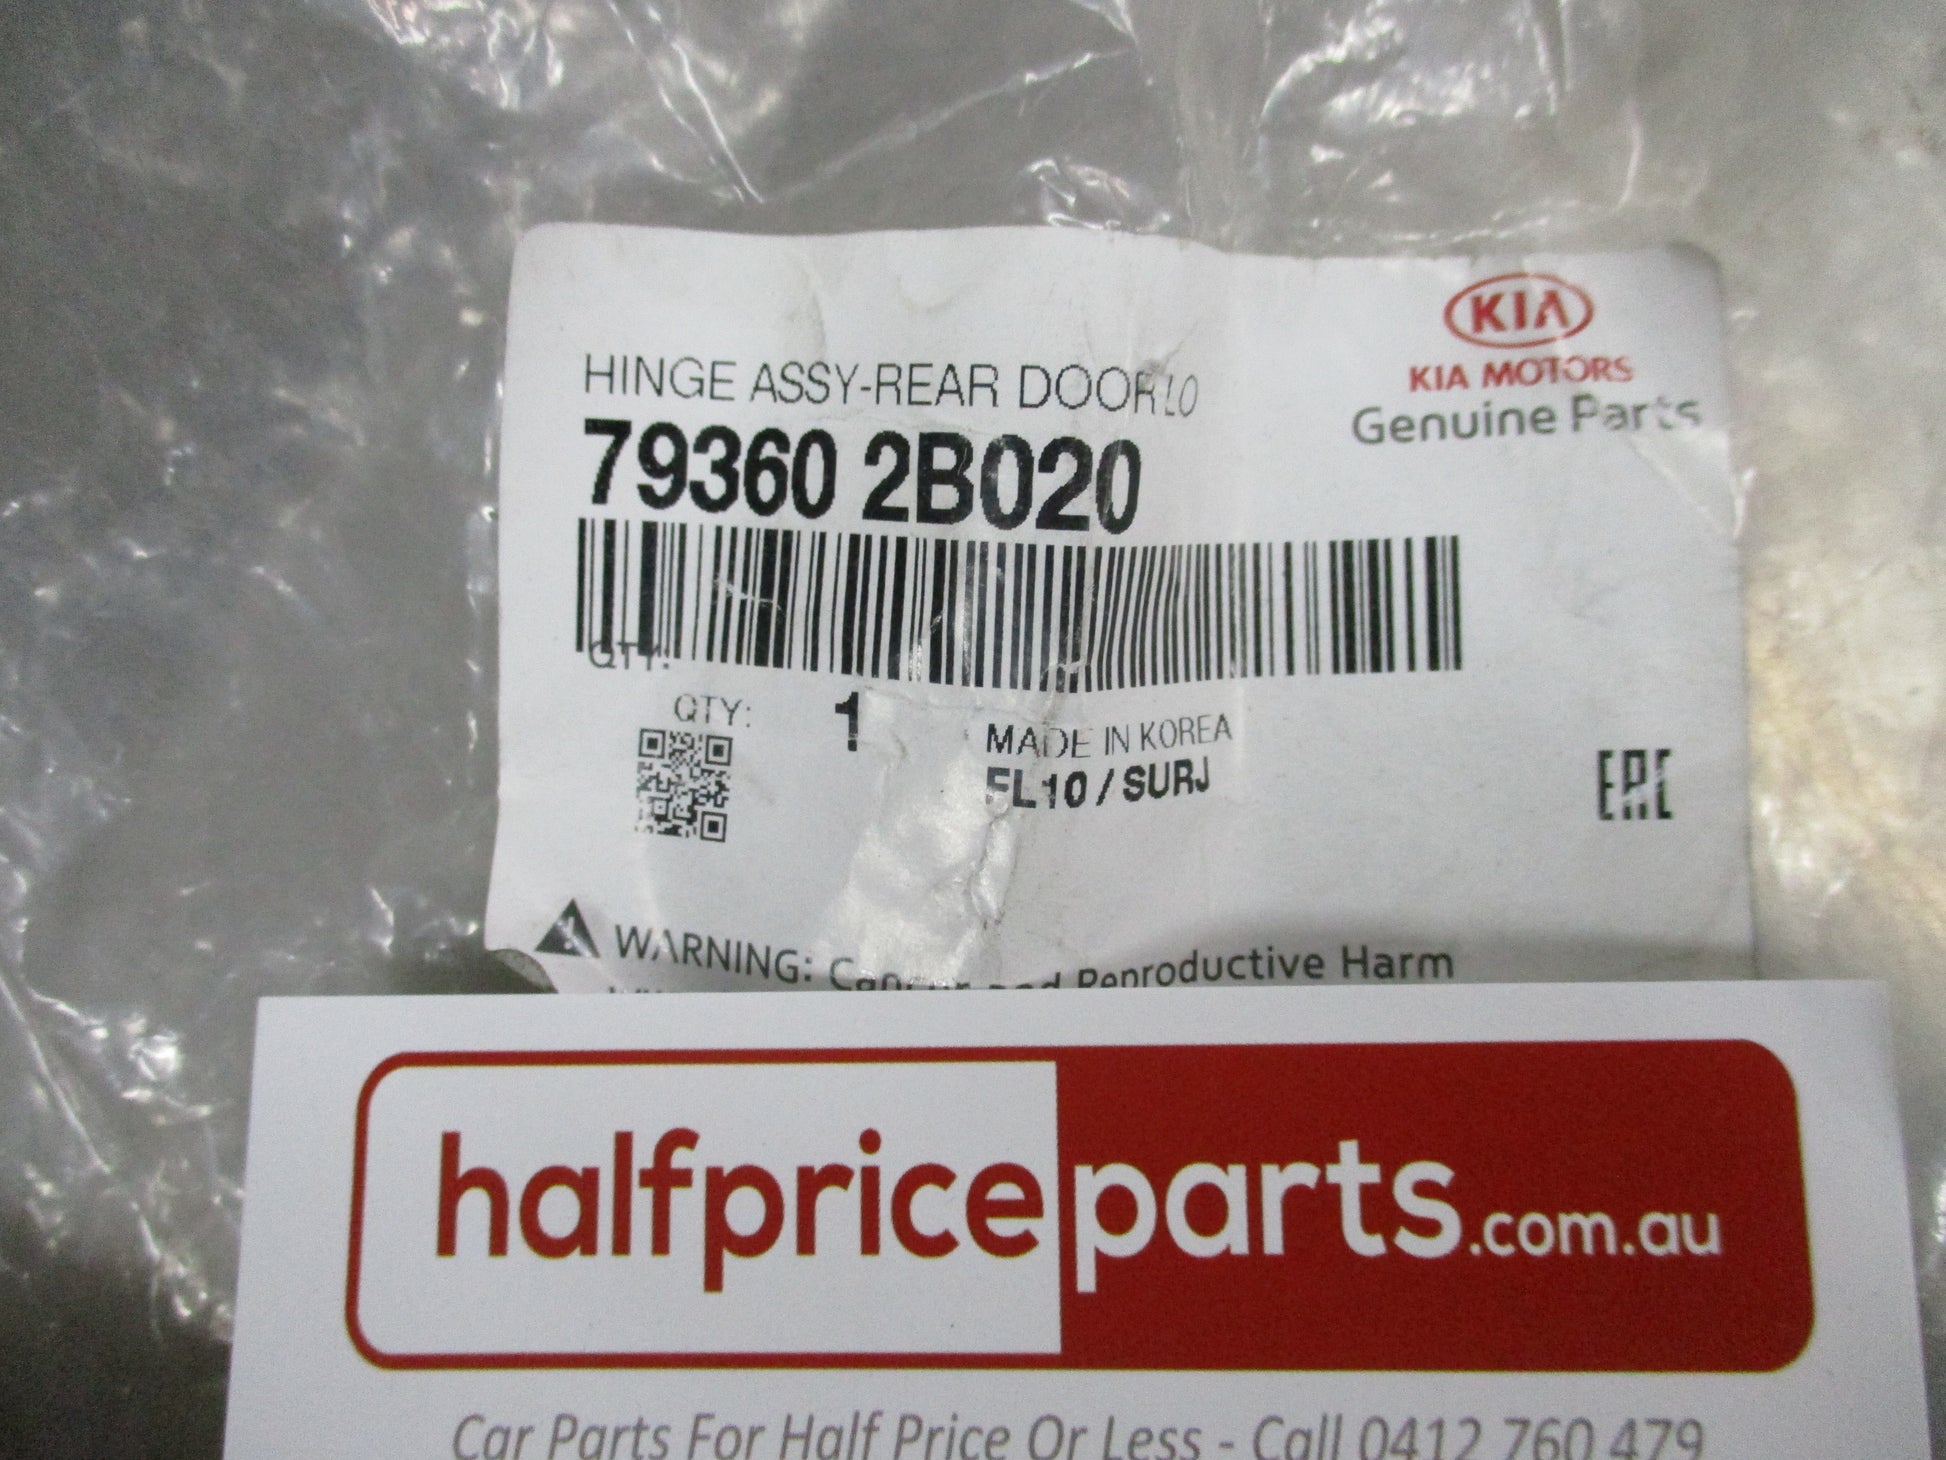 KIA
KIA MOTORS
Genuine Parts
HINGE ASSY-REAR DOOR LO
79360 2B020
QTY:
QTY: 1
MADE IN KOREA
FL10 / SURJ
EAC
WARNING: Cancer and Reproductive Harm
halfpriceparts.com.au
Car Parts For Half Price Or Less - Call 0412 760 479